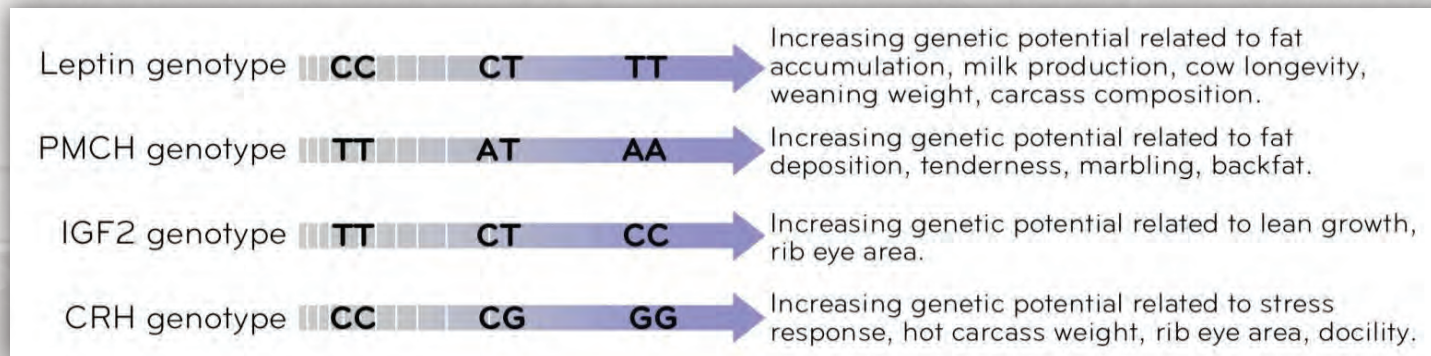 Leptin genotype CC CT TT Increasing genetic potential related to fat
accumulation, milk production, cow longevity,
weaning weight, carcass composition.
PMCH genotype TT AT AA Increasing genetic potential related to fat
deposition, tenderness, marbling, backfat.
IGF2 genotype TT CT CC Increasing genetic potential related to lean growth,
rib eye area.
CRH genotype CC CG GG Increasing genetic potential related to stress
response, hot carcass weight, rib eye area, docility.